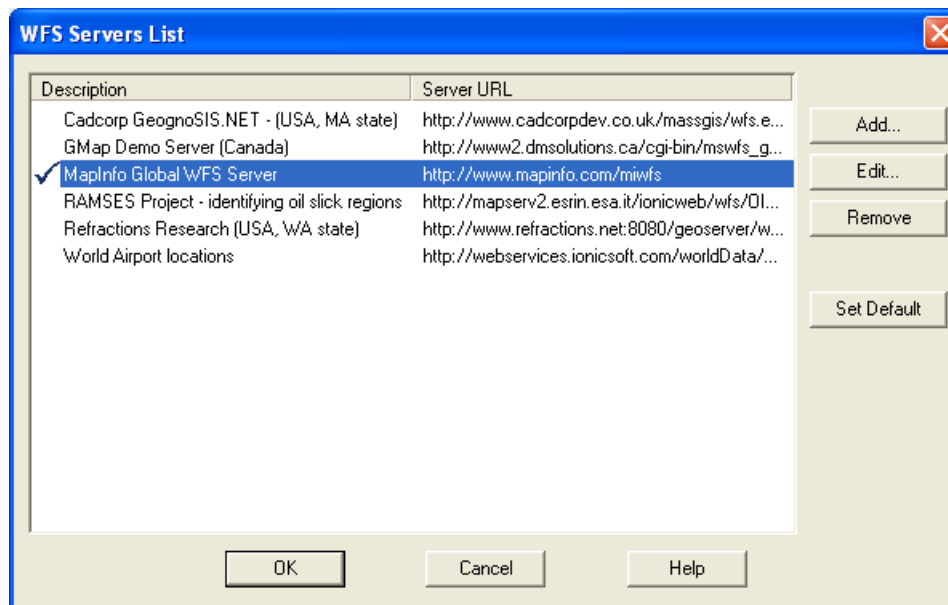 WFS Servers List
Description Server URL
Cadcorp GeognoSIS.NET - (USA, MA state) http://www.cadcorpdev.co.uk/massgis/wfs.e...
GMap Demo Server (Canada) http://www2.dmsolutions.ca/cgi-bin/mswfs_g...
MapInfo Global WFS Server http://www.mapinfo.com/miwfs
RAMSES Project - identifying oil slick regions http://mapserv2.esrin.esa.it/ionicweb/wfs/OI...
Refractions Research (USA, WA state) http://www.refractions.net:8080/geoserver/w...
World Airport locations http://webservices.ionicsoft.com/worldData/...
Add...
Edit...
Remove
Set Default
OK Cancel Help